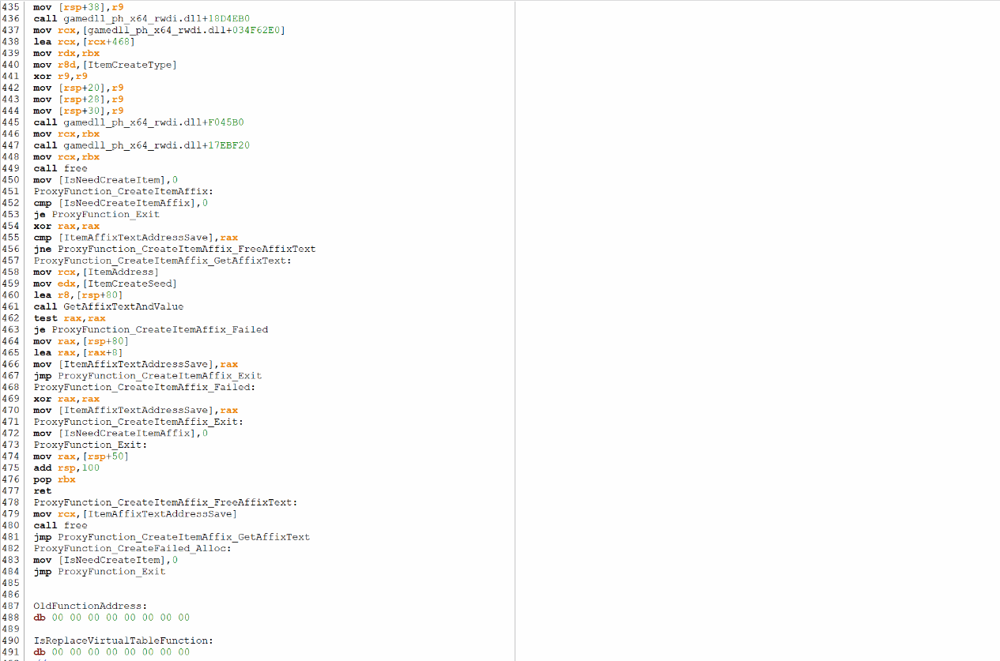 435 mov [rsp+38],r9
436 call gamedll_ph_x64_rwdi.dll+18D4EB0
437 mov rcx,[gamedll_ph_x64_rwdi.dll+034F62E0]
438 lea rcx,[rcx+468]
439 mov rdx,rbx
440 mov r8d,[ItemCreateType]
441 xor r9,r9
442 mov [rsp+20],r9
443 mov [rsp+28],r9
444 mov [rsp+30],r9
445 call gamedll_ph_x64_rwdi.dll+F045B0
446 mov rcx,rbx
447 call gamedll_ph_x64_rwdi.dll+17EBF20
448 mov rcx,rbx
449 call free
450 mov [IsNeedCreateItem],0
451 ProxyFunction_CreateItemAffix:
452 cmp [IsNeedCreateItemAffix],0
453 je ProxyFunction_Exit
454 xor rax,rax
455 cmp [ItemAffixTextAddressSave],rax
456 jne ProxyFunction_CreateItemAffix_FreeAffixText
457 ProxyFunction_CreateItemAffix_GetAffixText:
458 mov rcx,[ItemAddress]
459 mov edx,[ItemCreateSeed]
460 lea r8,[rsp+80]
461 call GetAffixTextAndValue
462 test rax,rax
463 je ProxyFunction_CreateItemAffix_Failed
464 mov rax,[rsp+80]
465 lea rax,[rax+8]
466 mov [ItemAffixTextAddressSave],rax
467 jmp ProxyFunction_CreateItemAffix_Exit
468 ProxyFunction_CreateItemAffix_Failed:
469 xor rax,rax
470 mov [ItemAffixTextAddressSave],rax
471 ProxyFunction_CreateItemAffix_Exit:
472 mov [IsNeedCreateItemAffix],0
473 ProxyFunction_Exit:
474 mov rax,[rsp+50]
475 add rsp,100
476 pop rbx
477 ret
478 ProxyFunction_CreateItemAffix_FreeAffixText:
479 mov rcx,[ItemAffixTextAddressSave]
480 call free
481 jmp ProxyFunction_CreateItemAffix_GetAffixText
482 ProxyFunction_CreateFailed_Alloc:
483 mov [IsNeedCreateItem],0
484 jmp ProxyFunction_Exit
485
486
487 OldFunctionAddress:
488 db 00 00 00 00 00 00 00 00
489
490 IsReplaceVirtualTableFunction:
491 db 00 00 00 00 00 00 00 00